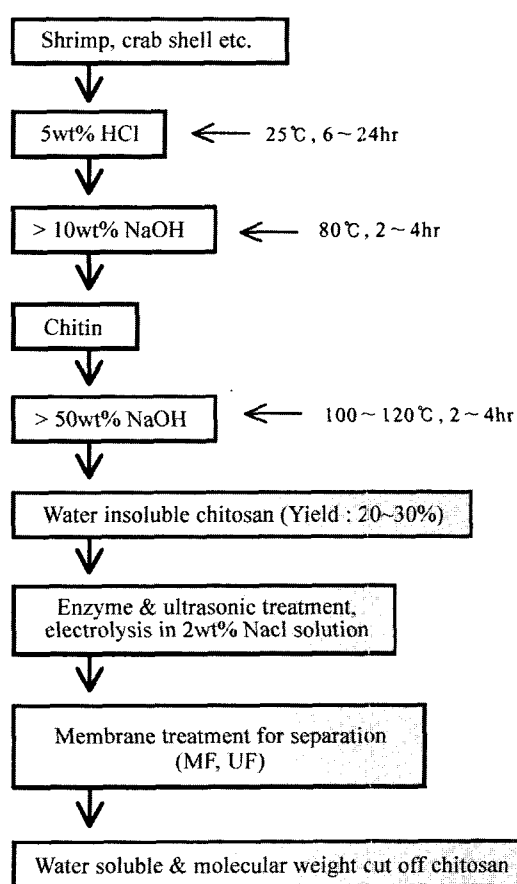 Shrimp, crab shell etc.
5wt% HCl
25℃, 6~24hr
> 10wt% NaOH
80℃, 2~4hr
Chitin
> 50wt% NaOH
100~120℃, 2~4hr
Water insoluble chitosan (Yield : 20~30%)
Enzyme & ultrasonic treatment,
electrolysis in 2wt% Nacl solution
Membrane treatment for separation
(MF, UF)
Water soluble & molecular weight cut off chitosan